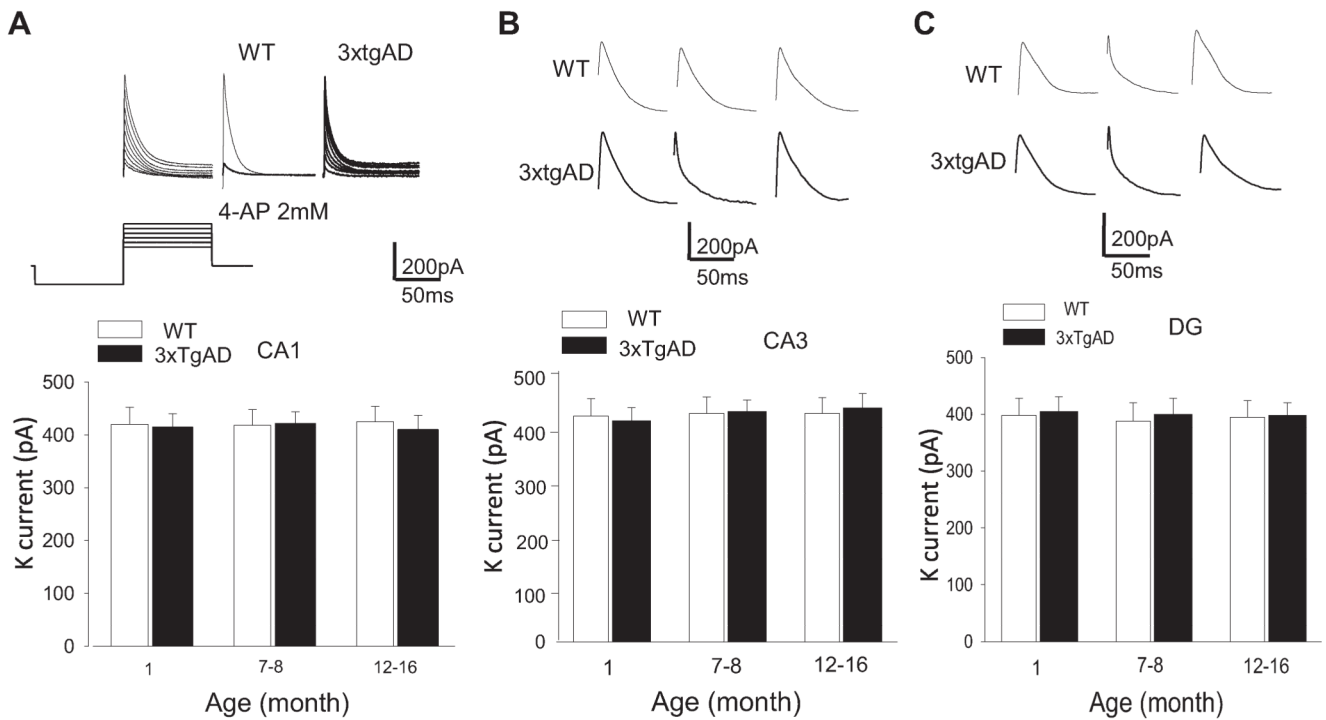 A
WT
3xtgAD
4-AP 2mM
200pA
50ms
WT
3xTgAD
CA1
K current (pA)
500
400
300
200
100
0
1
7-8
12-16
Age (month)
B
WT
3xtgAD
200pA
50ms
WT
3xTgAD
CA3
K current (pA)
500
400
300
200
100
0
1
7-8
12-16
Age (month)
C
WT
3xtgAD
200pA
50ms
WT
3xTgAD
DG
K current (pA)
500
400
300
200
100
0
1
7-8
12-16
Age (month)